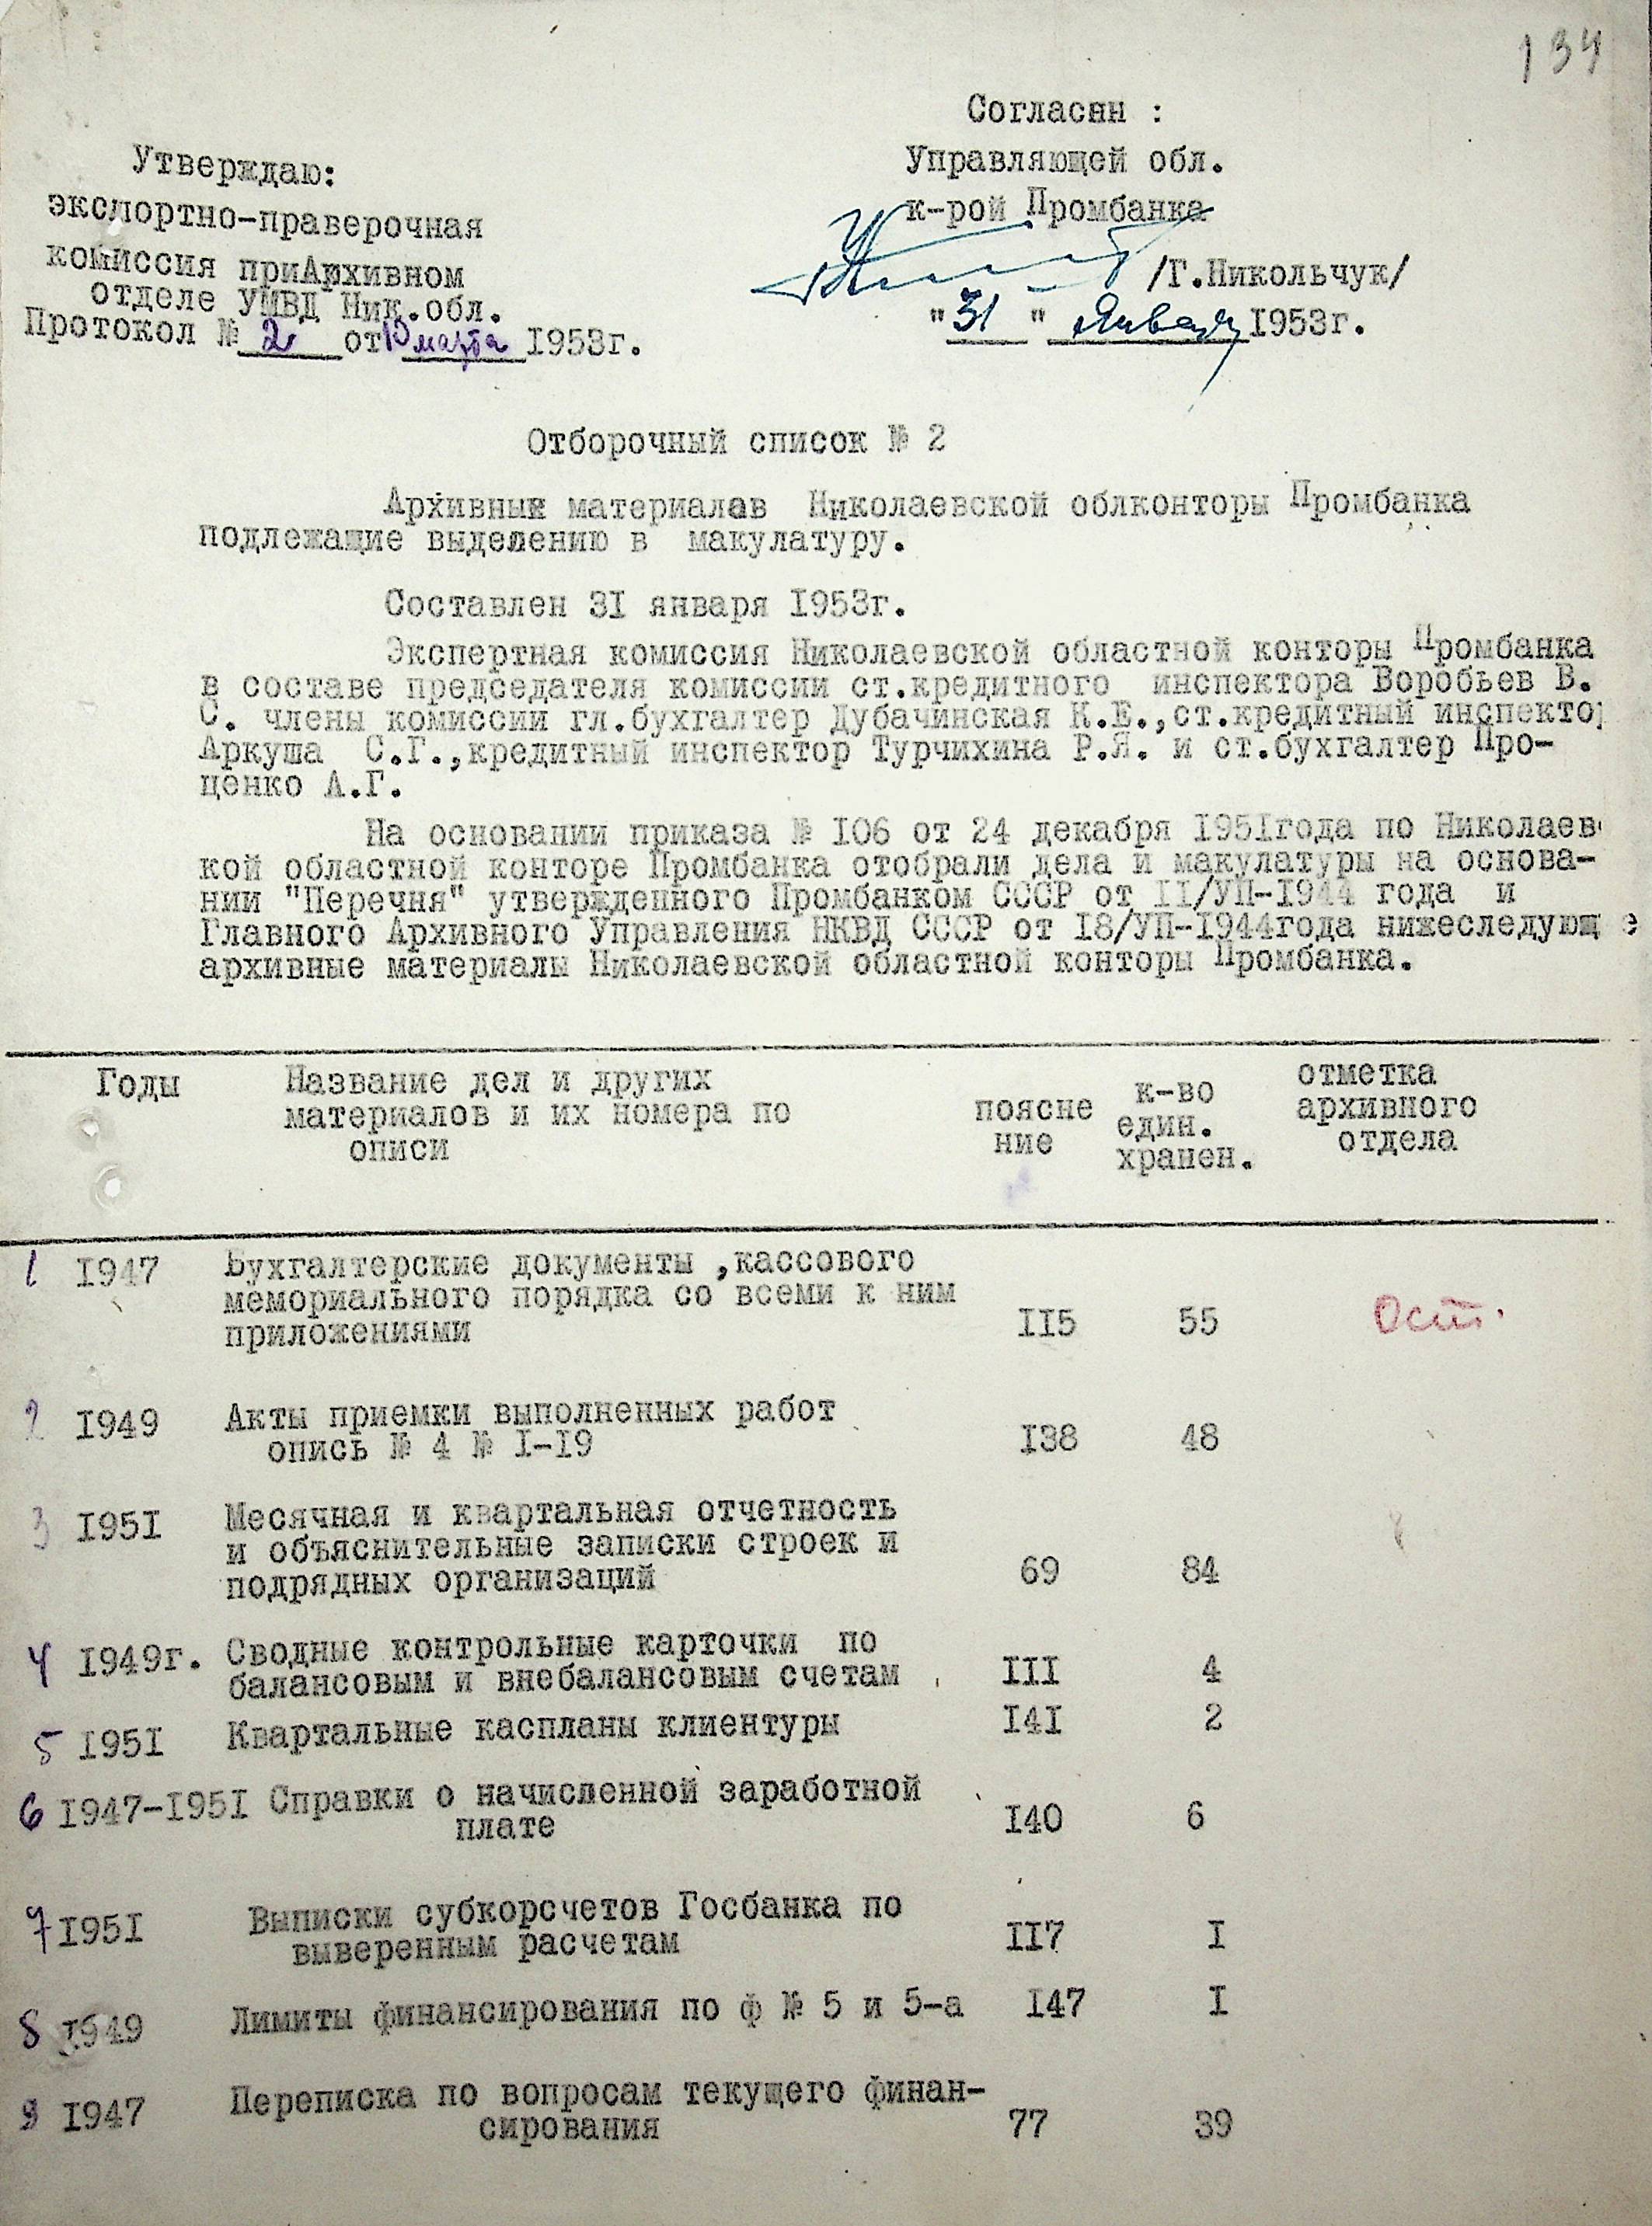 134
Согласен :
Управляющей обл.
к-рой Промбанка
/Г.Никольчук/
"31" Января 1953г.
Утверждаю:
экслортно-праверочная
комиссия приАрхивном
отделе УМВД Ник.обл.
Протокол № 2 от 10 марта 1953г.
Отборочный список № 2
Архивных материалав Николаевской облконторы Промбанка
подлежащие выделению в макулатуру.
Составлен 31 января 1953г.
Экспертная комиссия Николаевской областной конторы Промбанка
в составе председателя комиссии ст.кредитного инспектора Воробьев В.
С. члены комиссии гл.бухгалтер Дубачинская К.Е.,ст.кредитный инспектор
Аркуша С.Г.,кредитный инспектор Турчихина Р.Я. и ст.бухгалтер Про-
ценко А.Г.
На основании приказа № 106 от 24 декабря 1951года по Николаевс
кой областной конторе Промбанка отобрали дела и макулатуры на основа-
нии "Перечня" утвержденного Промбанком СССР от II/УП-1944 года и
Главного Архивного Управления НКВД СССР от 18/УП-1944года нижеследующ е
архивные материалы Николаевской областной конторы Промбанка.
Годы Название дел и других поясне к-во отметка
материалов и их номера по ние един. архивного
описи хранен. отдела
1 1947 Бухгалтерские документы ,кассового
мемориального порядка со всеми к ним
приложениями 115 55 Ост.
2 1949 Акты приемки выполненных работ
опись № 4 № 1-19 138 48
3 1951 Месячная и квартальная отчетность
и объяснительные записки строек и
подрядных организаций 69 84
4 1949г. Сводные контрольные карточки по
балансовым и внебалансовым счетам 111 4
5 1951 Квартальные каспланы клиентуры 141 2
6 1947-1951 Справки о начисленной заработной
плате 140 6
7 1951 Выписки субкорсчетов Госбанка по
выверенным расчетам 117 1
8 1949 Лимиты финансирования по ф № 5 и 5-а 147 1
9 1947 Переписка по вопросам текущего финан-
сирования 77 39